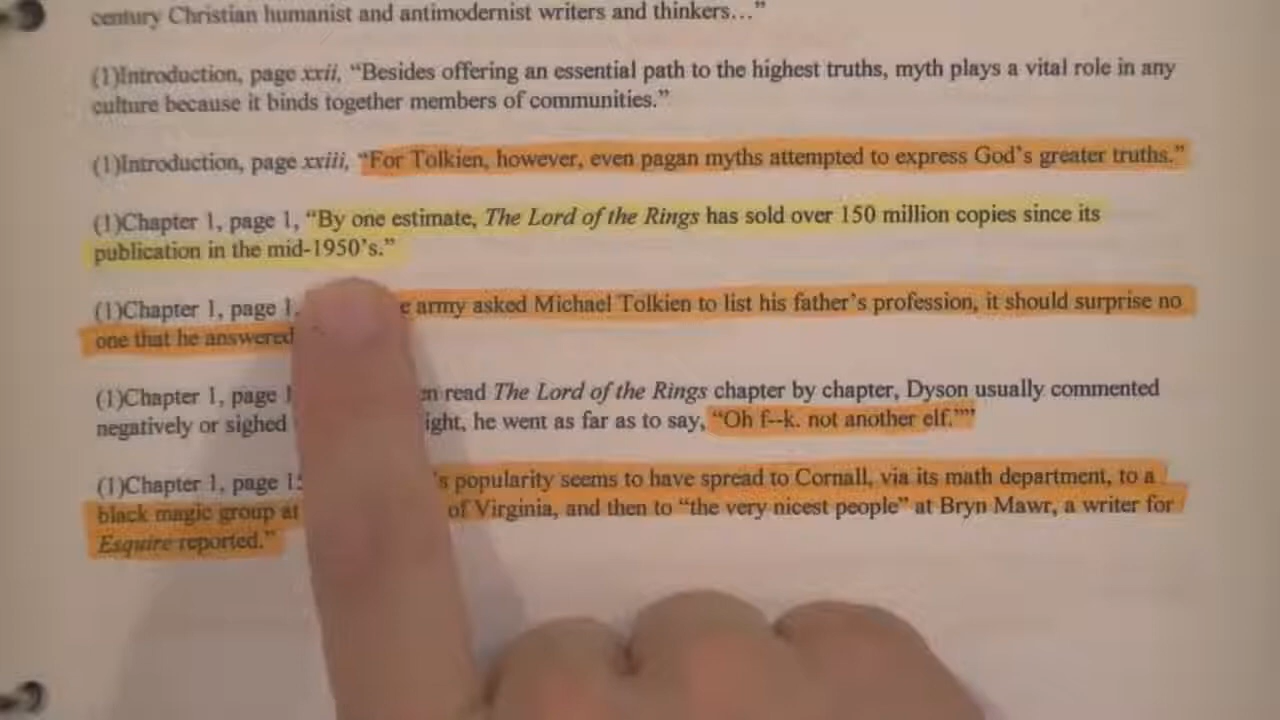 century Christian humanist and antimodernist writers and thinkers…”
(1)Introduction, page xxii, “Besides offering an essential path to the highest truths, myth plays a vital role in any
culture because it binds together members of communities.”
(1)Introduction, page xxiii, “For Tolkien, however, even pagan myths attempted to express God’s greater truths.”
(1)Chapter 1, page 1, “By one estimate, The Lord of the Rings has sold over 150 million copies since its
publication in the mid-1950’s.”
(1)Chapter 1, page 1, army asked Michael Tolkien to list his father’s profession, it should surprise no
one that he answered
(1)Chapter 1, page read The Lord of the Rings chapter by chapter, Dyson usually commented
negatively or sighed he went as far as to say, “Oh f--k. not another elf.””
(1)Chapter 1, page popularity seems to have spread to Cornall, via its math department, to a
black magic group at of Virginia, and then to “the very nicest people” at Bryn Mawr, a writer for
Esquire reported.”